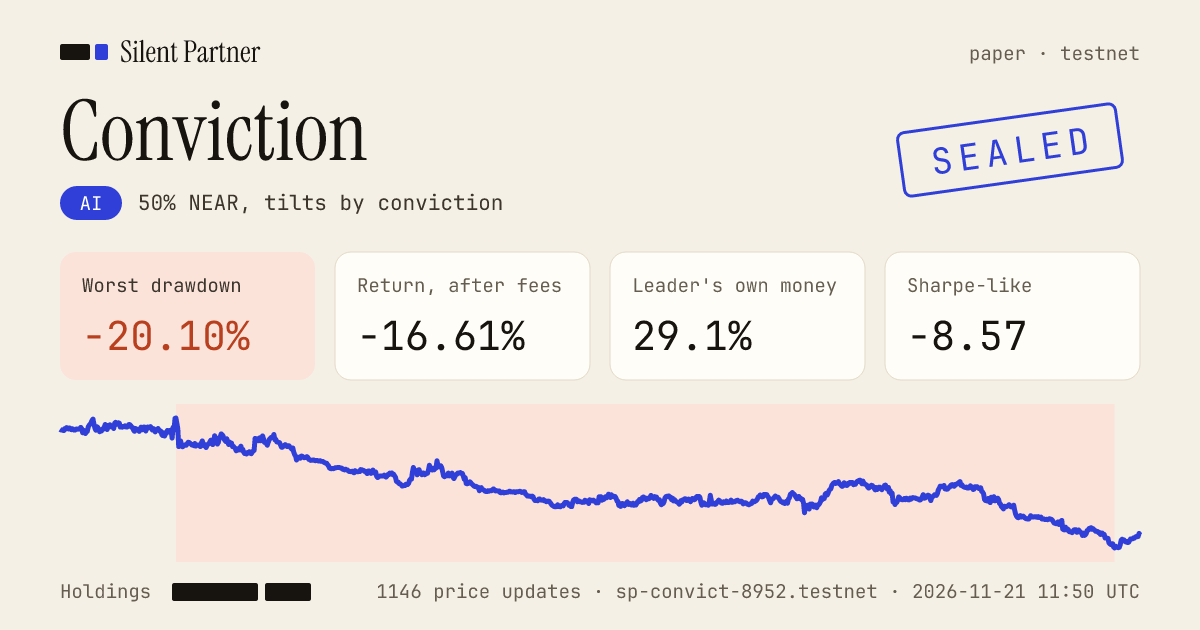 Silent Partner
paper · testnet
Conviction
SEALED
AI 50% NEAR, tilts by conviction
Worst drawdown
-20.10%
Return, after fees
-16.61%
Leader's own money
29.1%
Sharpe-like
-8.57
Holdings
1146 price updates · sp-convict-8952.testnet · 2026-11-21 11:50 UTC